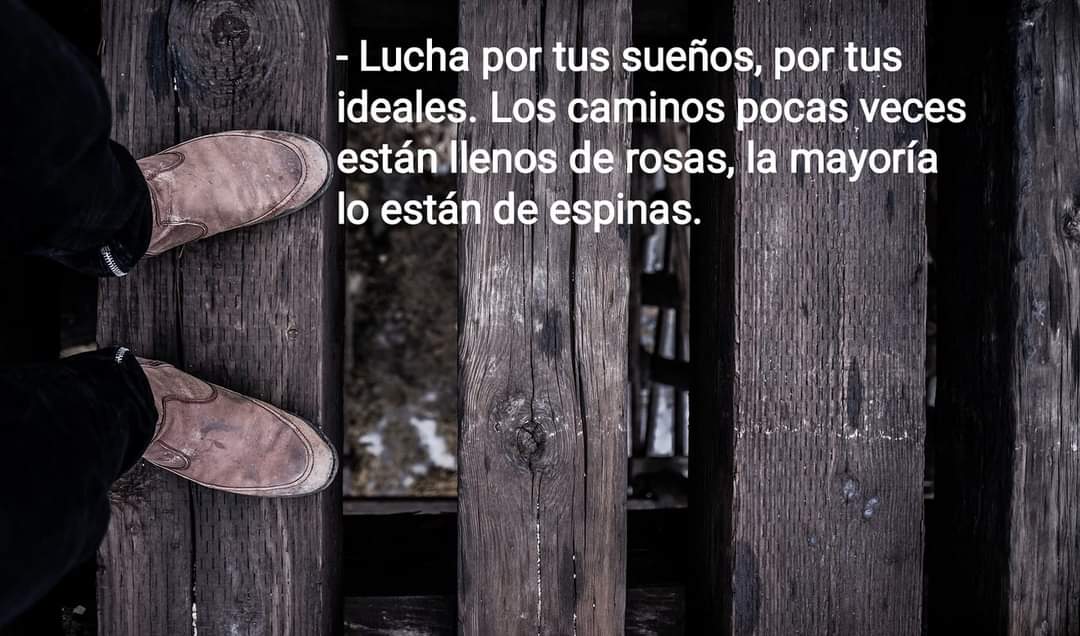 - Lucha por tus sueños, por tus
ideales. Los caminos pocas veces
están llenos de rosas, la mayoría
lo están de espinas.